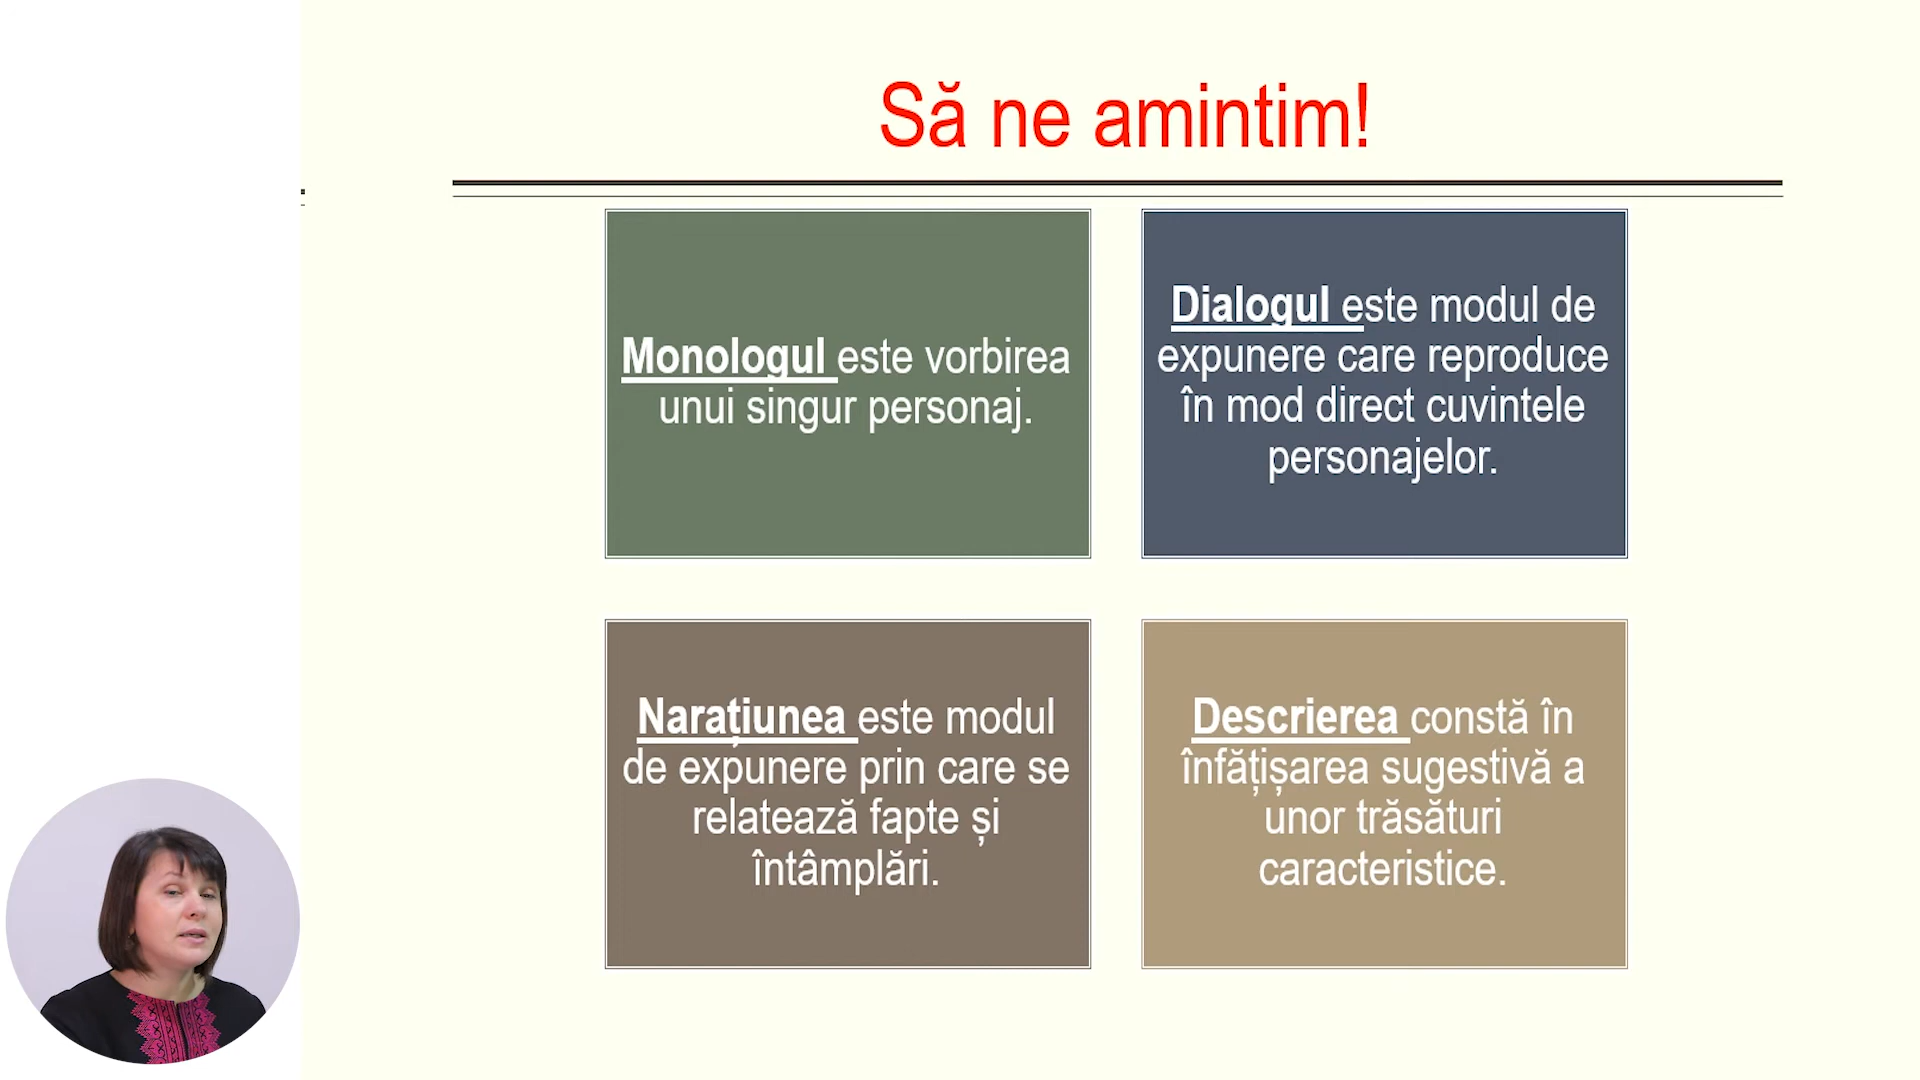 Să ne amintim!
Monologul este vorbirea
unui singur personaj.
Dialogul este modul de
expunere care reproduce
în mod direct cuvintele
personajelor.
Narațiunea este modul
de expunere prin care se
relatează fapte și
întâmplări.
Descrierea constă în
înfățișarea sugestivă a
unor trăsături
caracteristice.